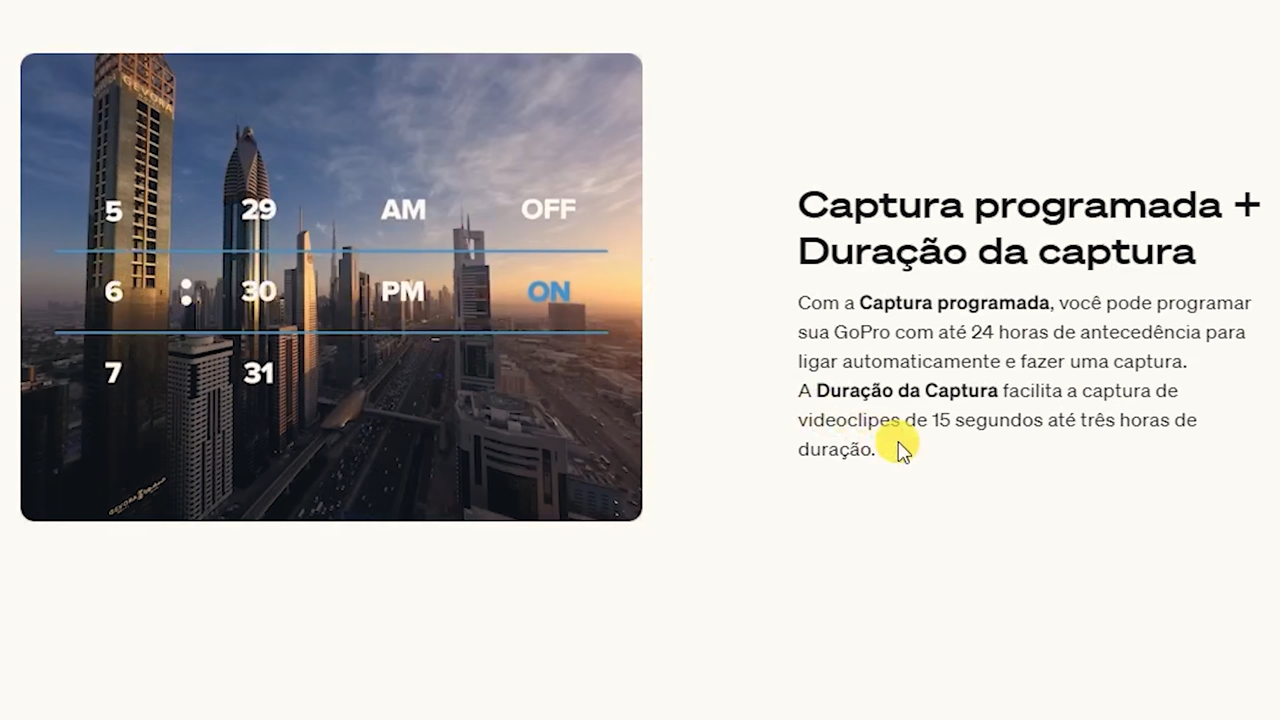 GEVORA
5 29 AM OFF
6 : 30 PM ON
7 31
GEVORA
Captura programada +
Duração da captura
Com a Captura programada, você pode programar
sua GoPro com até 24 horas de antecedência para
ligar automaticamente e fazer uma captura.
A Duração da Captura facilita a captura de
videoclipes de 15 segundos até três horas de
duração.